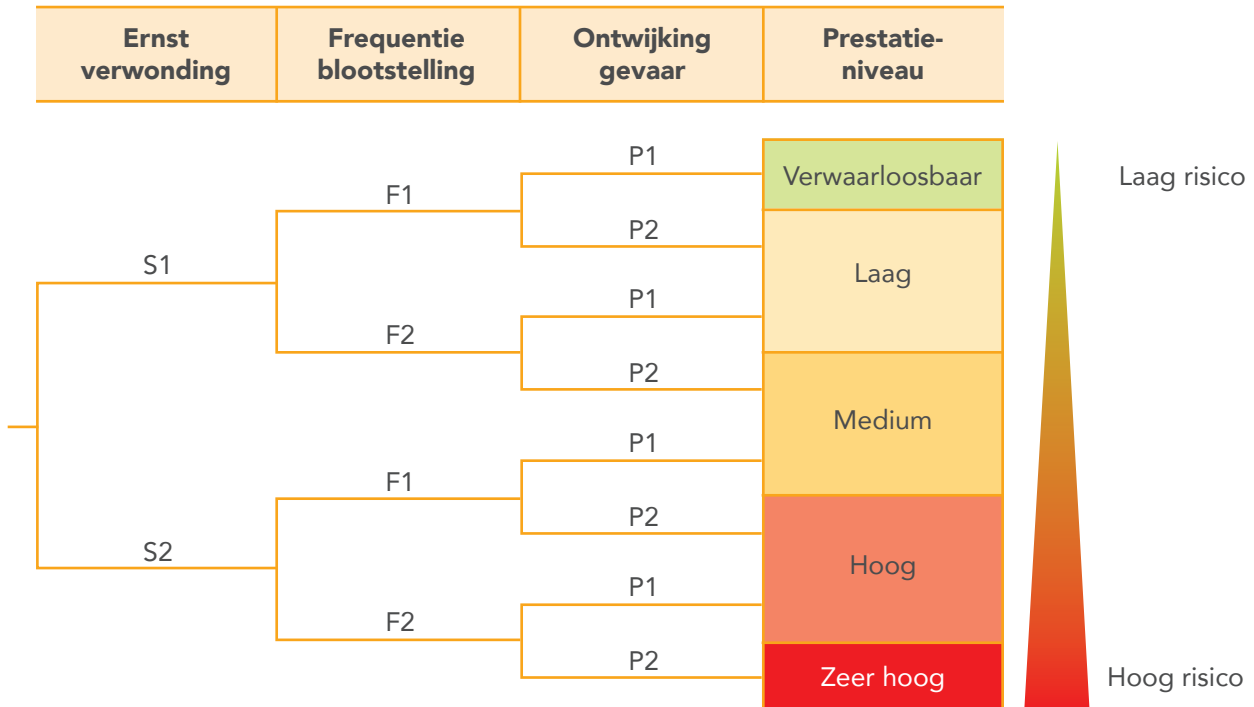 Ernst
verwonding
Frequentie
blootstelling
Ontwijking
gevaar
Prestatie-
niveau
P1
Verwaarloosbaar
Laag risico
F1
P2
S1
Laag
P1
F2
P2
Medium
P1
F1
P2
S2
Hoog
P1
F2
P2
Zeer hoog
Hoog risico